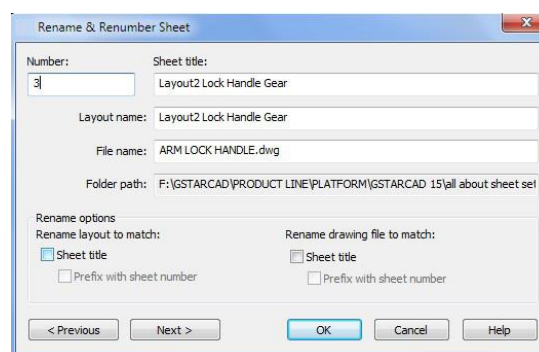 Rename & Renumber Sheet
Number: Sheet title:
3 Layout2 Lock Handle Gear
Layout name: Layout2 Lock Handle Gear
File name: ARM LOCK HANDLE.dwg
Folder path: F:\GSTARCAD\PRODUCT LINE\PLATFORM\GSTARCAD 15\all about sheet set
Rename options
Rename layout to match: Rename drawing file to match:
Sheet title Sheet title
Prefix with sheet number Prefix with sheet number
< Previous Next > OK Cancel Help